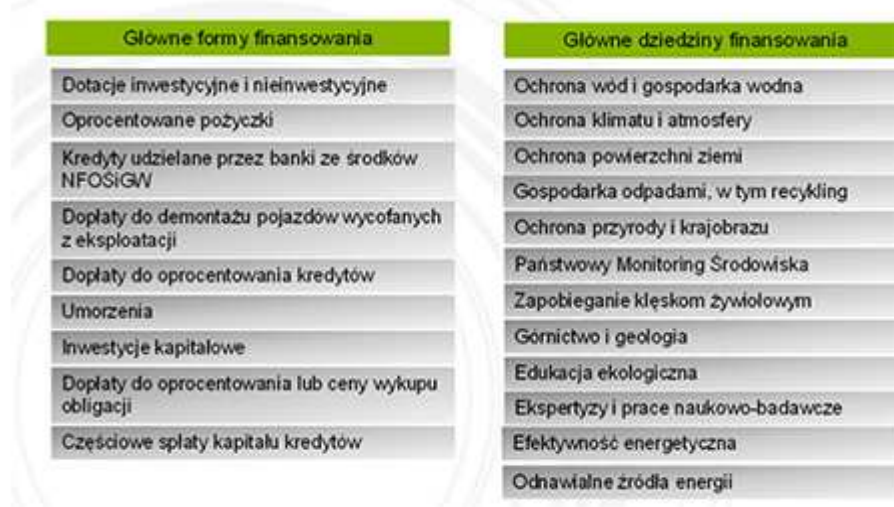 Główne formy finansowania
Dotacje inwestycyjne i nieinwestycyjne
Oprocentowane pożyczki
Kredyty udzielane przez banki ze środków
NFOŚiGW
Dopłaty do demontażu pojazdów wycofanych
z eksploatacji
Dopłaty do oprocentowania kredytów
Umorzenia
Inwestycje kapitałowe
Dopłaty do oprocentowania lub ceny wykupu
obligacji
Częściowe spłaty kapitału kredytów
Główne dziedziny finansowania
Ochrona wód i gospodarka wodna
Ochrona klimatu i atmosfery
Ochrona powierzchni ziemi
Gospodarka odpadami, w tym recykling
Ochrona przyrody i krajobrazu
Państwowy Monitoring Środowiska
Zapobieganie klęskom żywiołowym
Górnictwo i geologia
Edukacja ekologiczna
Ekspertyzy i prace naukowo-badawcze
Efektywność energetyczna
Odnawialne źródła energii